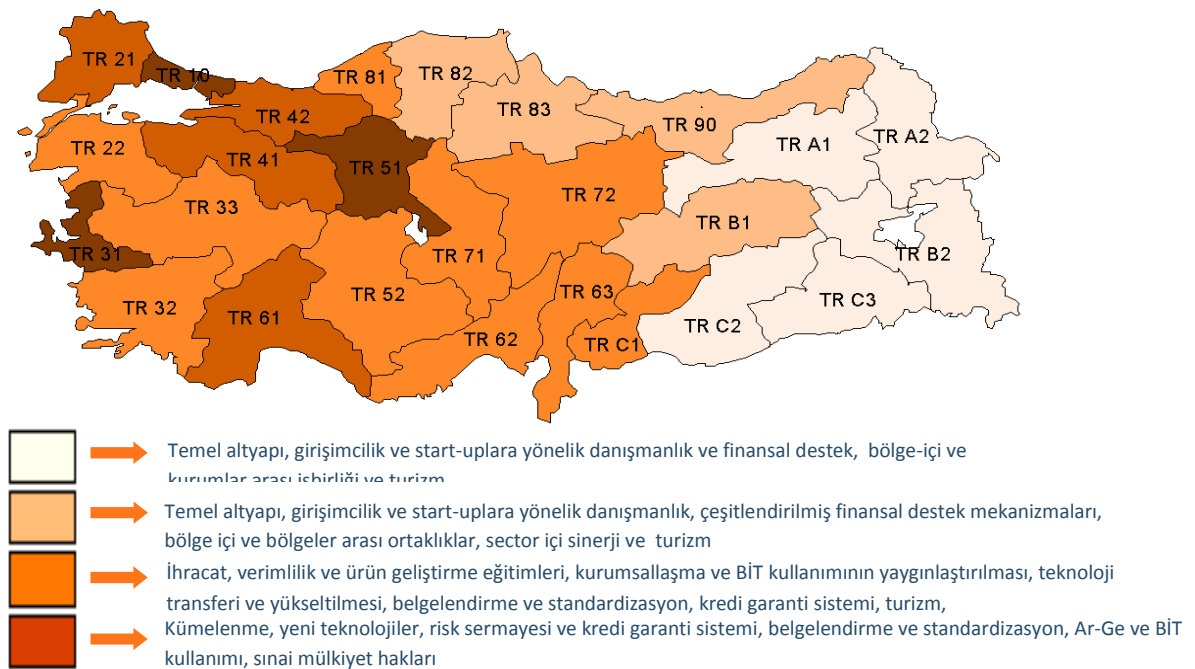 TR 21
TR 10
TR 81
TR 82
TR 42
TR 83
TR 90
TR A1
TR A2
TR 22
TR 41
TR 51
TR 72
TR 33
TR B1
TR 31
TR 71
TR B2
TR 52
TR 63
TR C3
TR 32
TR 61
TR 62
TR C1
TR C2
Temel altyapı, girişimcilik ve start-uplara yönelik danışmanlık ve finansal destek, bölge-içi ve
kurumlar arası işbirliği ve turizm
Temel altyapı, girişimcilik ve start-uplara yönelik danışmanlık, çeşitlendirilmiş finansal destek mekanizmaları,
bölge içi ve bölgeler arası ortaklıklar, sector içi sinerji ve turizm
İhracat, verimlilik ve ürün geliştirme eğitimleri, kurumsallaşma ve BİT kullanımının yaygınlaştırılması, teknoloji
transferi ve yükseltilmesi, belgelendirme ve standardizasyon, kredi garanti sistemi, turizm,
Kümelenme, yeni teknolojiler, risk sermayesi ve kredi garanti sistemi, belgelendirme ve standardizasyon, Ar-Ge ve BİT
kullanımı, sınai mülkiyet hakları